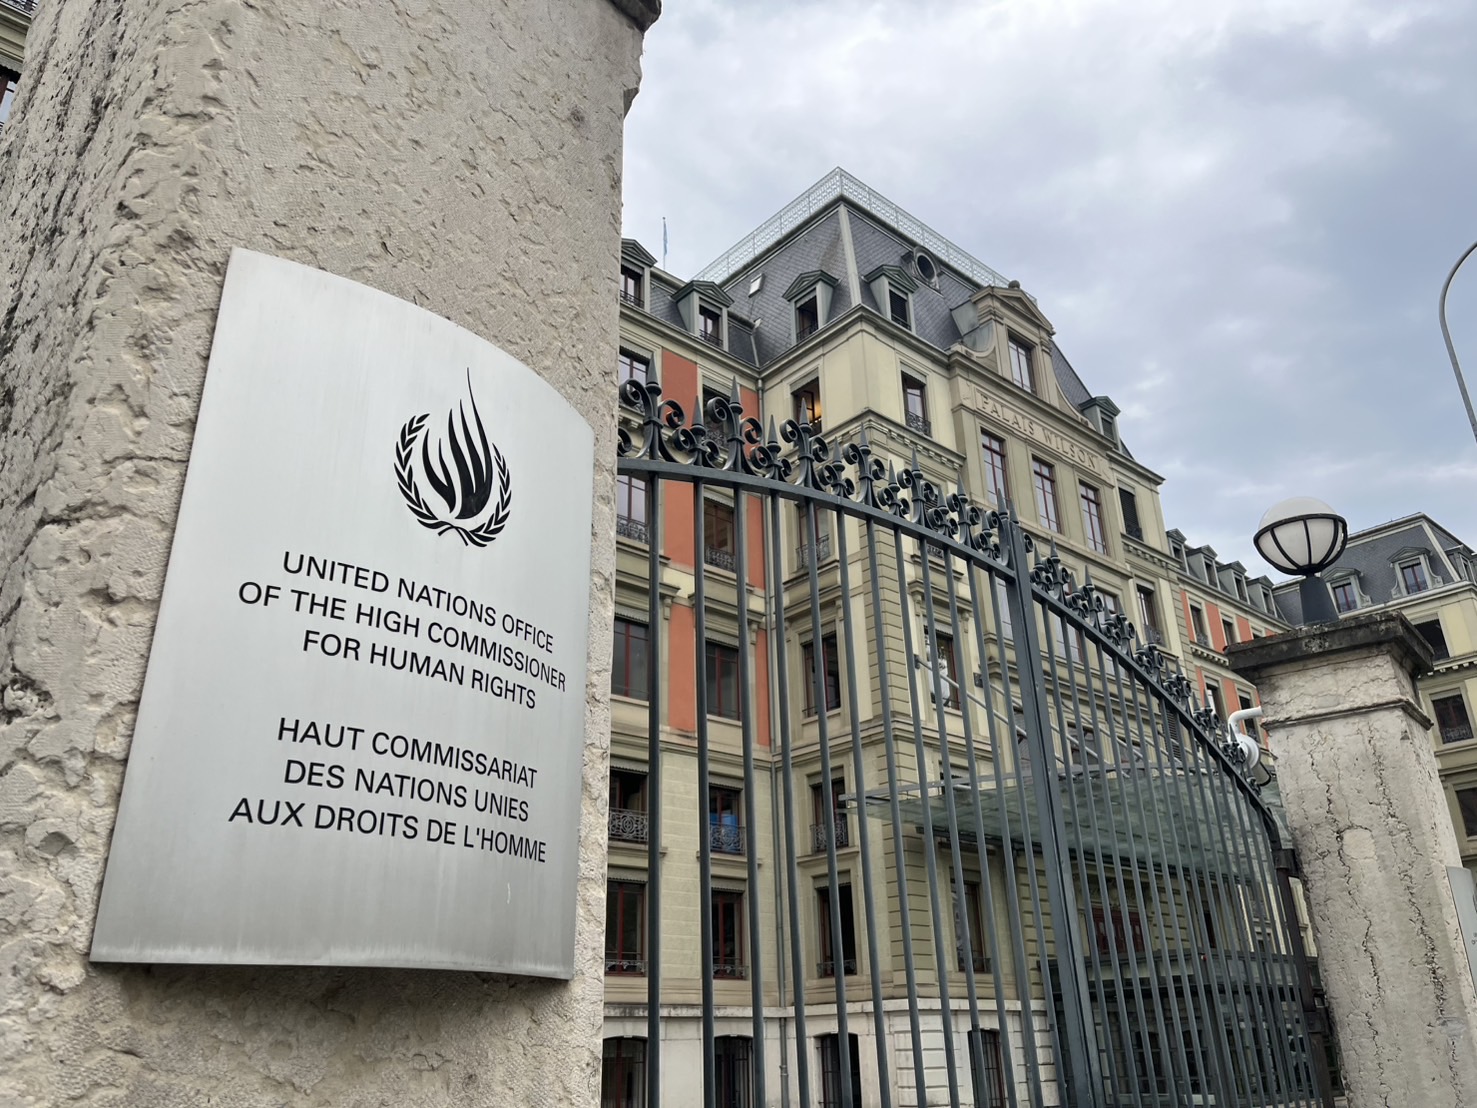 UNITED NATIONS OFFICE
OF THE HIGH COMMISSIONER
FOR HUMAN RIGHTS
HAUT COMMISSARIAT
DES NATIONS UNIES
AUX DROITS DE L'HOMME
PALAIS WILSON